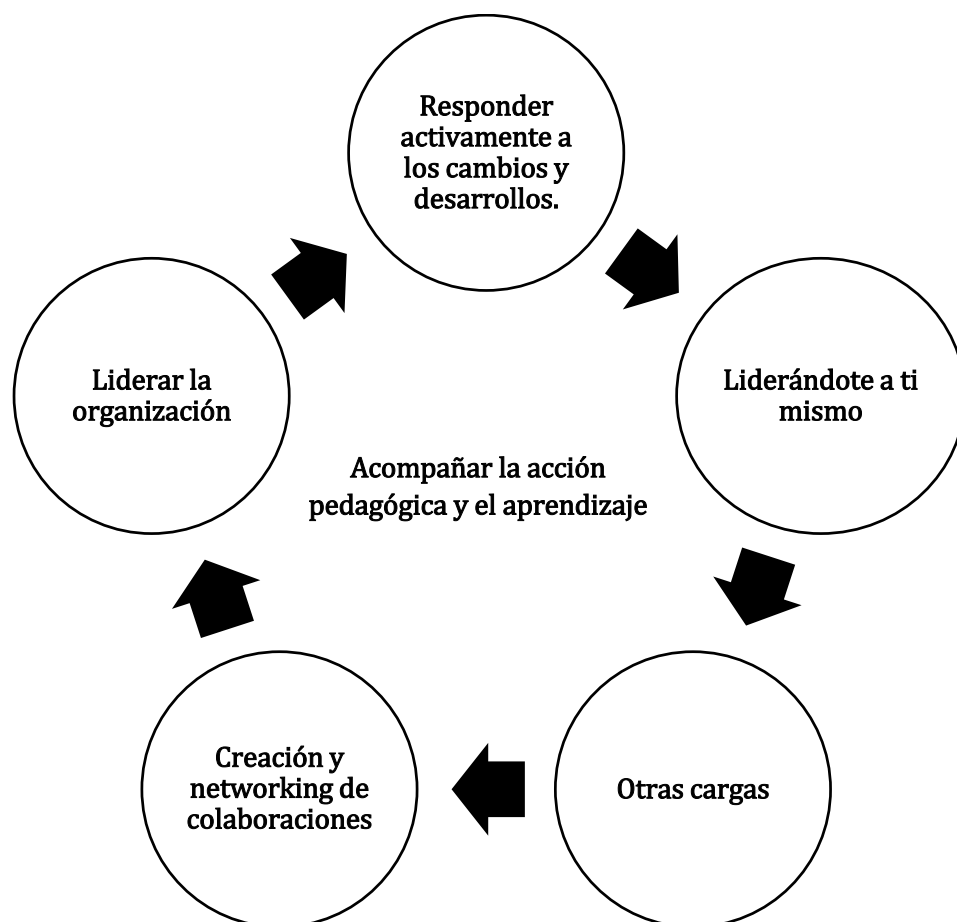 Responder
activamente a
los cambios y
desarrollos.
Liderándote a ti
mismo
Otras cargas
Creación y
networking de
colaboraciones
Liderar la
organización
Acompañar la acción
pedagógica y el aprendizaje